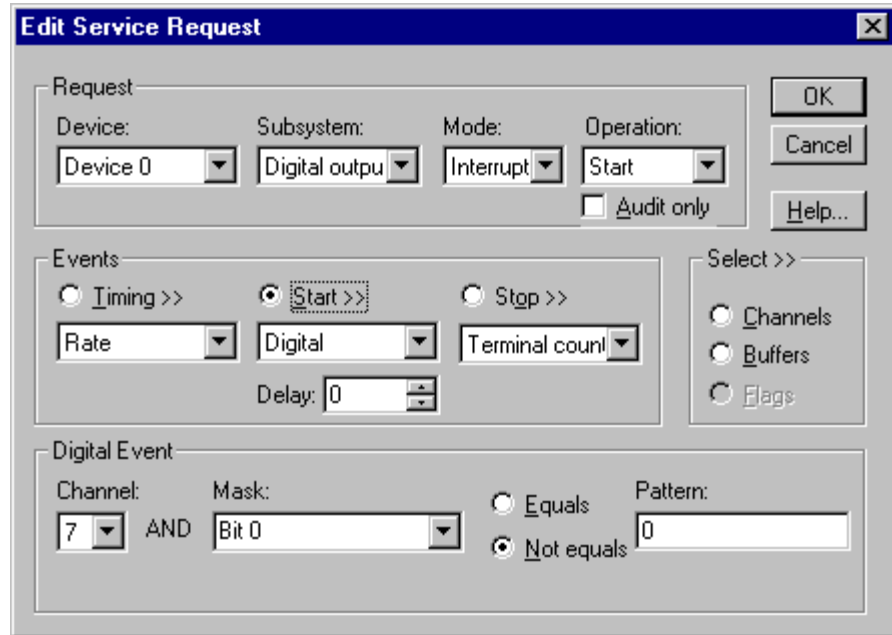 Edit Service Request
Request
OK
Device: Subsystem: Mode: Operation:
Device 0 Digital outpu Interrupt Start
Cancel
Audit only
Help...
Events
Select >>
Timing >> Start >> Stop >>
Rate Digital Terminal count
Channels
Buffers
Delay: 0
Flags
Digital Event
Channel: Mask: Pattern:
Equals
7 AND Bit 0 0
Not equals